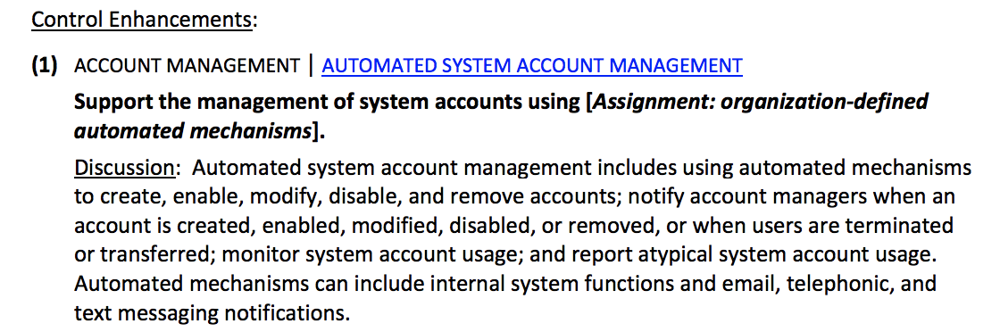 Control Enhancements:
(1) ACCOUNT MANAGEMENT | AUTOMATED SYSTEM ACCOUNT MANAGEMENT
Support the management of system accounts using [Assignment: organization-defined
automated mechanisms].
Discussion: Automated system account management includes using automated mechanisms
to create, enable, modify, disable, and remove accounts; notify account managers when an
account is created, enabled, modified, disabled, or removed, or when users are terminated
or transferred; monitor system account usage; and report atypical system account usage.
Automated mechanisms can include internal system functions and email, telephonic, and
text messaging notifications.